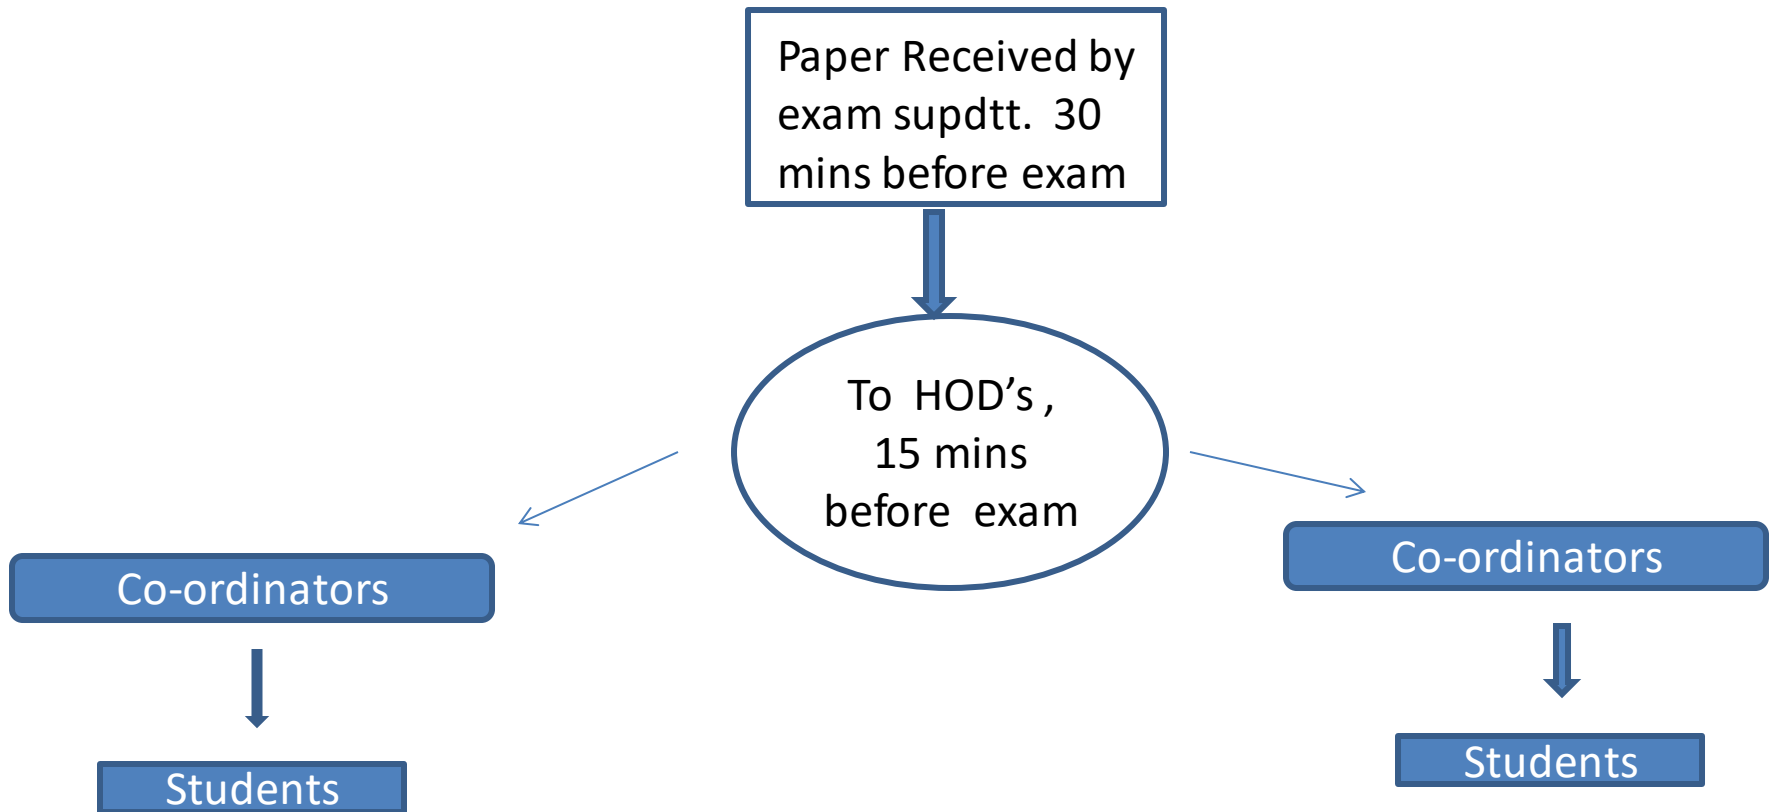 Paper Received by
exam supdtt.  30
mins before exam
To  HOD’s ,
15 mins
before  exam
Co-ordinators
Students
Co-ordinators
Students